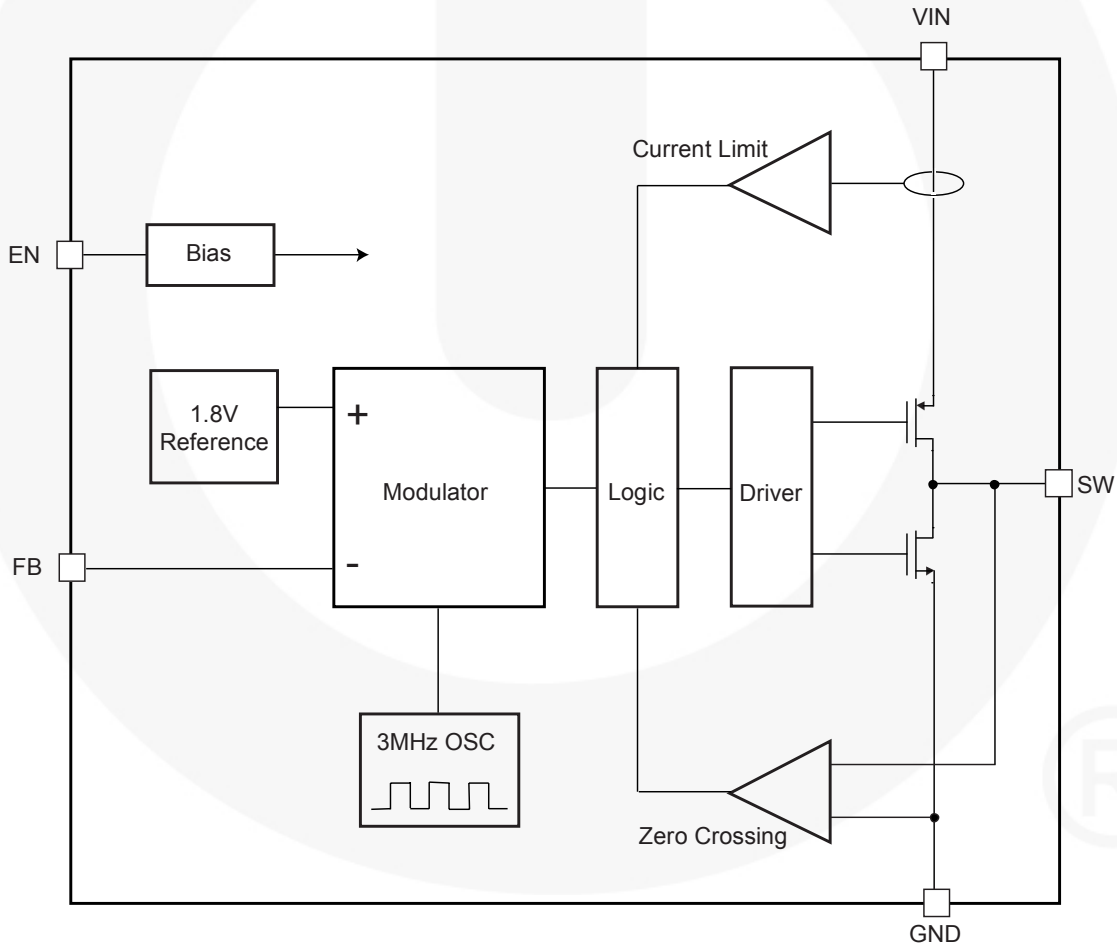 VIN
Current Limit
EN
Bias
1.8V
Reference
+
Modulator
Logic
Driver
SW
FB
-
3MHz OSC
Zero Crossing
GND
®